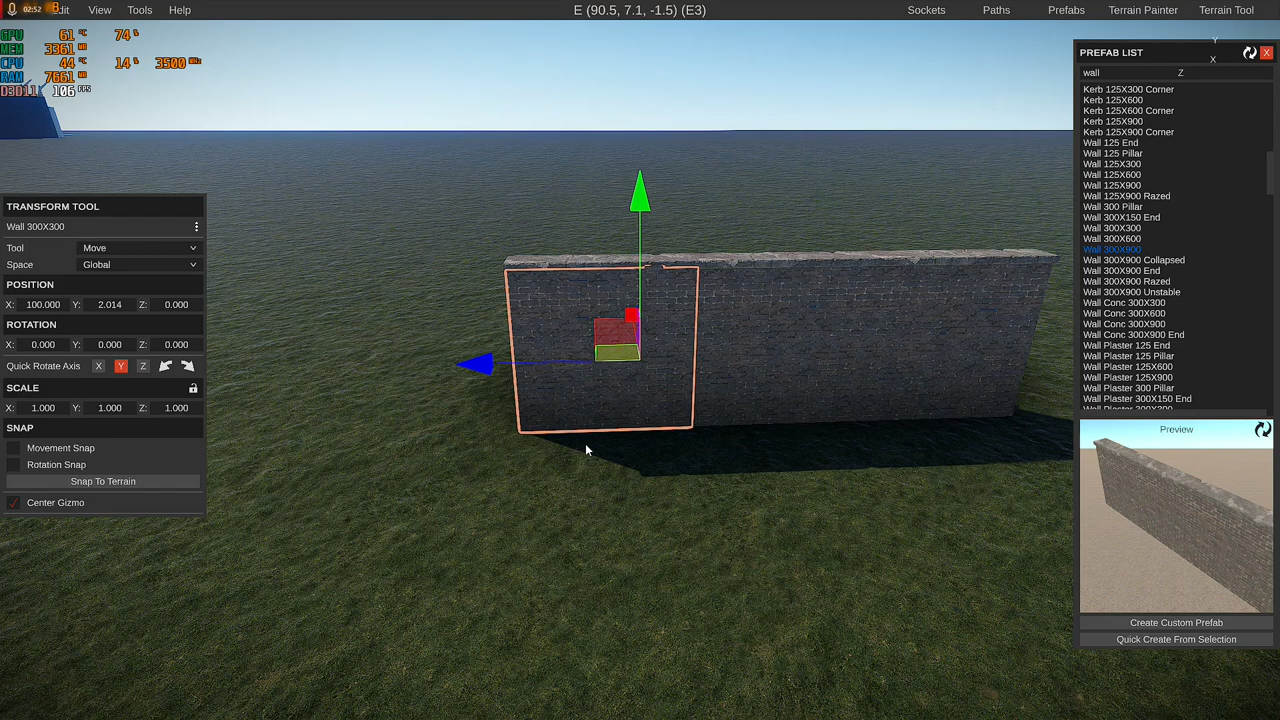 02:52
Edit View Tools Help
E (90.5, 7.1, -1.5) (E3)
Sockets Paths Prefabs Terrain Painter Terrain Tool
GPU 61 °C 74 %
MEM 3361 MB
CPU 44 °C 14 % 3500 MHz
RAM 7661 MB
D3D11 106 FPS
TRANSFORM TOOL
Wall 300X300
Tool Move
Space Global
POSITION
X: 100.000 Y: 2.014 Z: 0.000
ROTATION
X: 0.000 Y: 0.000 Z: 0.000
Quick Rotate Axis X Y Z
SCALE
X: 1.000 Y: 1.000 Z: 1.000
SNAP
Movement Snap
Rotation Snap
Snap To Terrain
Center Gizmo
Y
PREFAB LIST X
X
wall Z
Kerb 125X300 Corner
Kerb 125X600
Kerb 125X600 Corner
Kerb 125X900
Kerb 125X900 Corner
Wall 125 End
Wall 125 Pillar
Wall 125X300
Wall 125X600
Wall 125X900
Wall 125X900 Razed
Wall 300 Pillar
Wall 300X150 End
Wall 300X300
Wall 300X600
Wall 300X900
Wall 300X900 Collapsed
Wall 300X900 End
Wall 300X900 Razed
Wall 300X900 Unstable
Wall Conc 300X300
Wall Conc 300X600
Wall Conc 300X900
Wall Conc 300X900 End
Wall Plaster 125 End
Wall Plaster 125 Pillar
Wall Plaster 125X600
Wall Plaster 125X900
Wall Plaster 300 Pillar
Wall Plaster 300X150 End
Wall Plaster 300X300
Preview
Create Custom Prefab
Quick Create From Selection